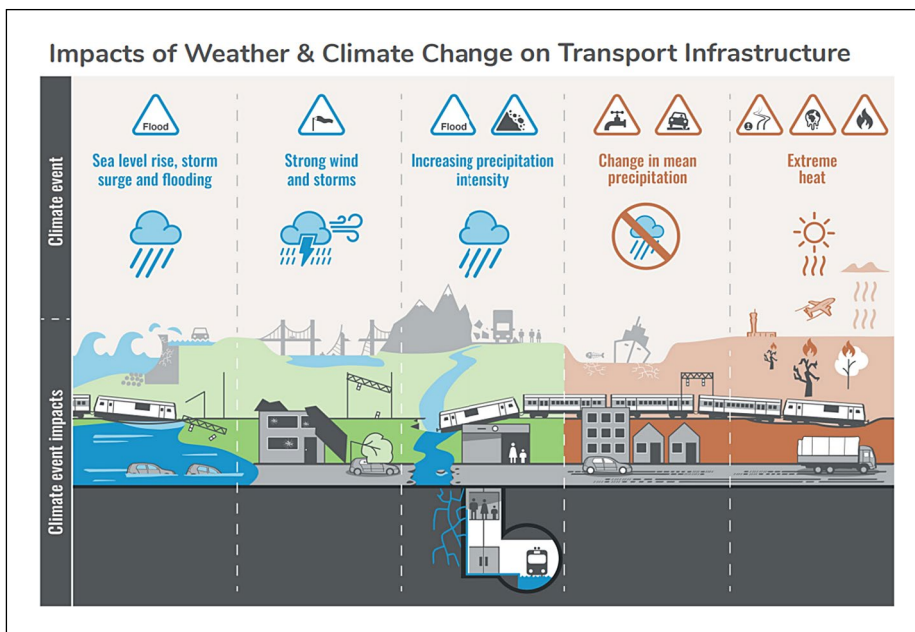 Impacts of Weather & Climate Change on Transport Infrastructure
Climate event
Flood
Sea level rise, storm
surge and flooding
Strong wind
and storms
Flood
Increasing precipitation
intensity
Change in mean
precipitation
Extreme
heat
Climate event impacts